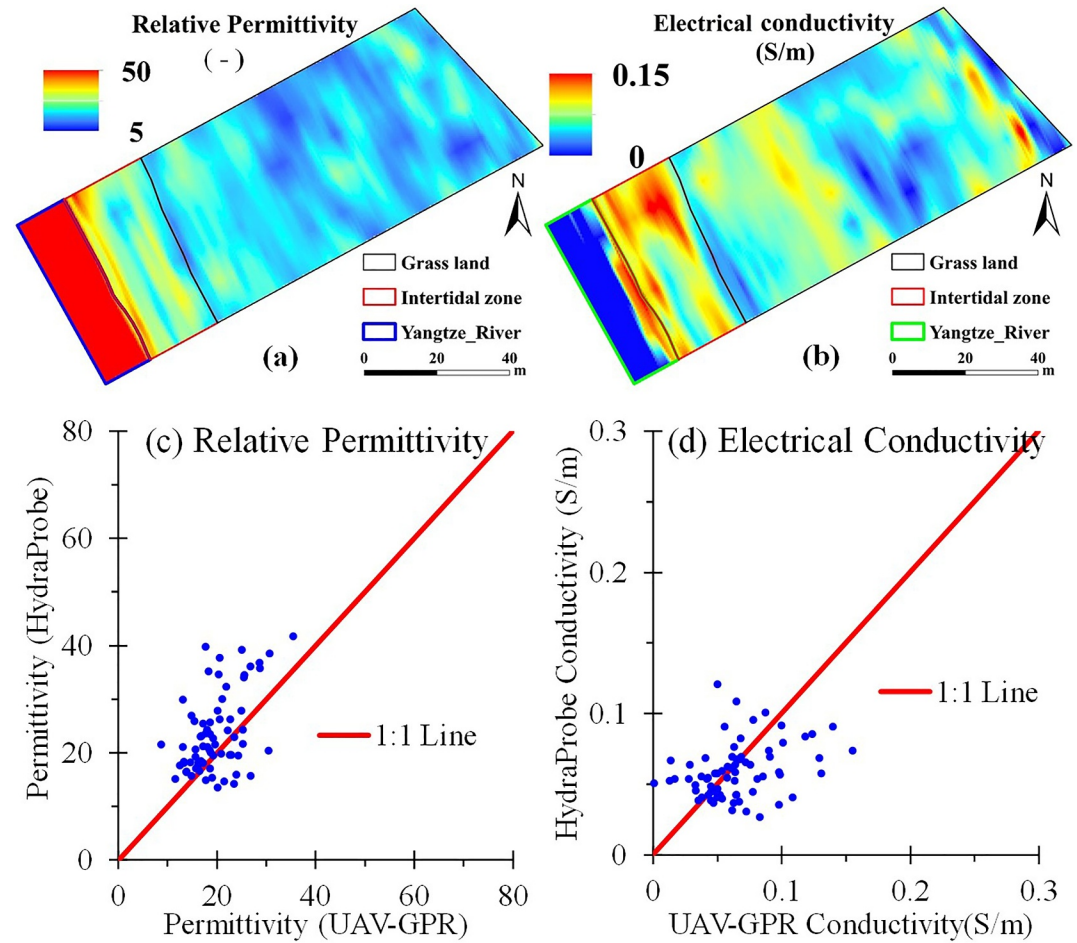 Relative Permittivity
( - )
50
5
N
Grass land
Intertidal zone
Yangtze_River
0 20 40
m
(a)
Electrical conductivity
(S/m)
0.15
0
N
Grass land
Intertidal zone
Yangtze_River
0 20 40
m
(b)
(c) Relative Permittivity
Permittivity (HydraProbe)
80
60
40
20
0
1:1 Line
0 20 40 60 80
Permittivity (UAV-GPR)
(d) Electrical Conductivity
HydraProbe Conductivity (S/m)
0.3
0.2
0.1
0
1:1 Line
0 0.1 0.2 0.3
UAV-GPR Conductivity(S/m)